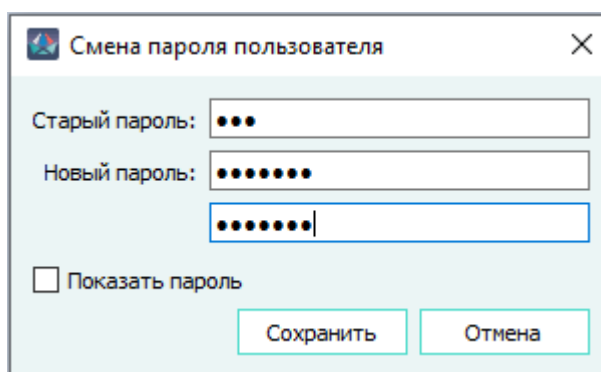 Смена пароля пользователя
Старый пароль: •••
Новый пароль: •••••••
•••••••
Показать пароль
Сохранить Отмена